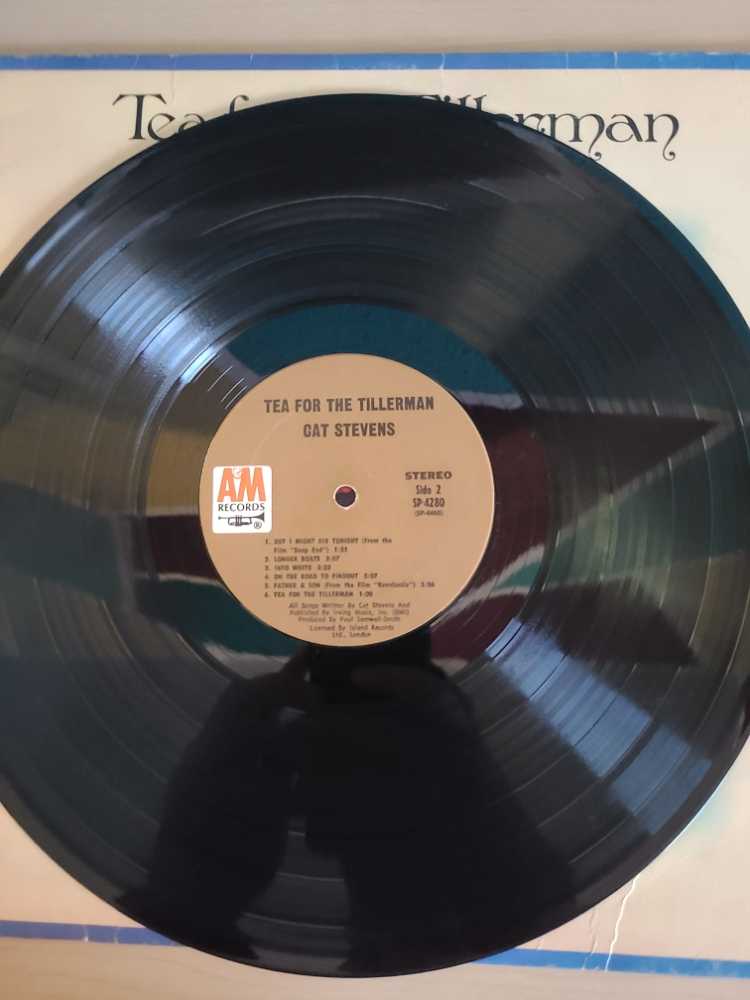 Tea f Tillerman
TEA FOR THE TILLERMAN
CAT STEVENS
A&M
RECORDS
®
STEREO
Side 2
SP-4280
1. BUT I MIGHT DIE TONIGHT (From the
Film "Deep End") 1:53
2. LONGER BOATS 3:07
3. INTO WHITE 3:23
4. ON THE ROAD TO FINDOUT 5:07
5. FATHER & SON (From the Film "Revolussia") 3:36
6. TEA FOR THE TILLERMAN 1:00
All Songs Written By Cat Stevens And
Published By Irving Music, Inc. (BMI)
Produced by Paul Samwell-Smith
Licensed By Island Records
Ltd., London